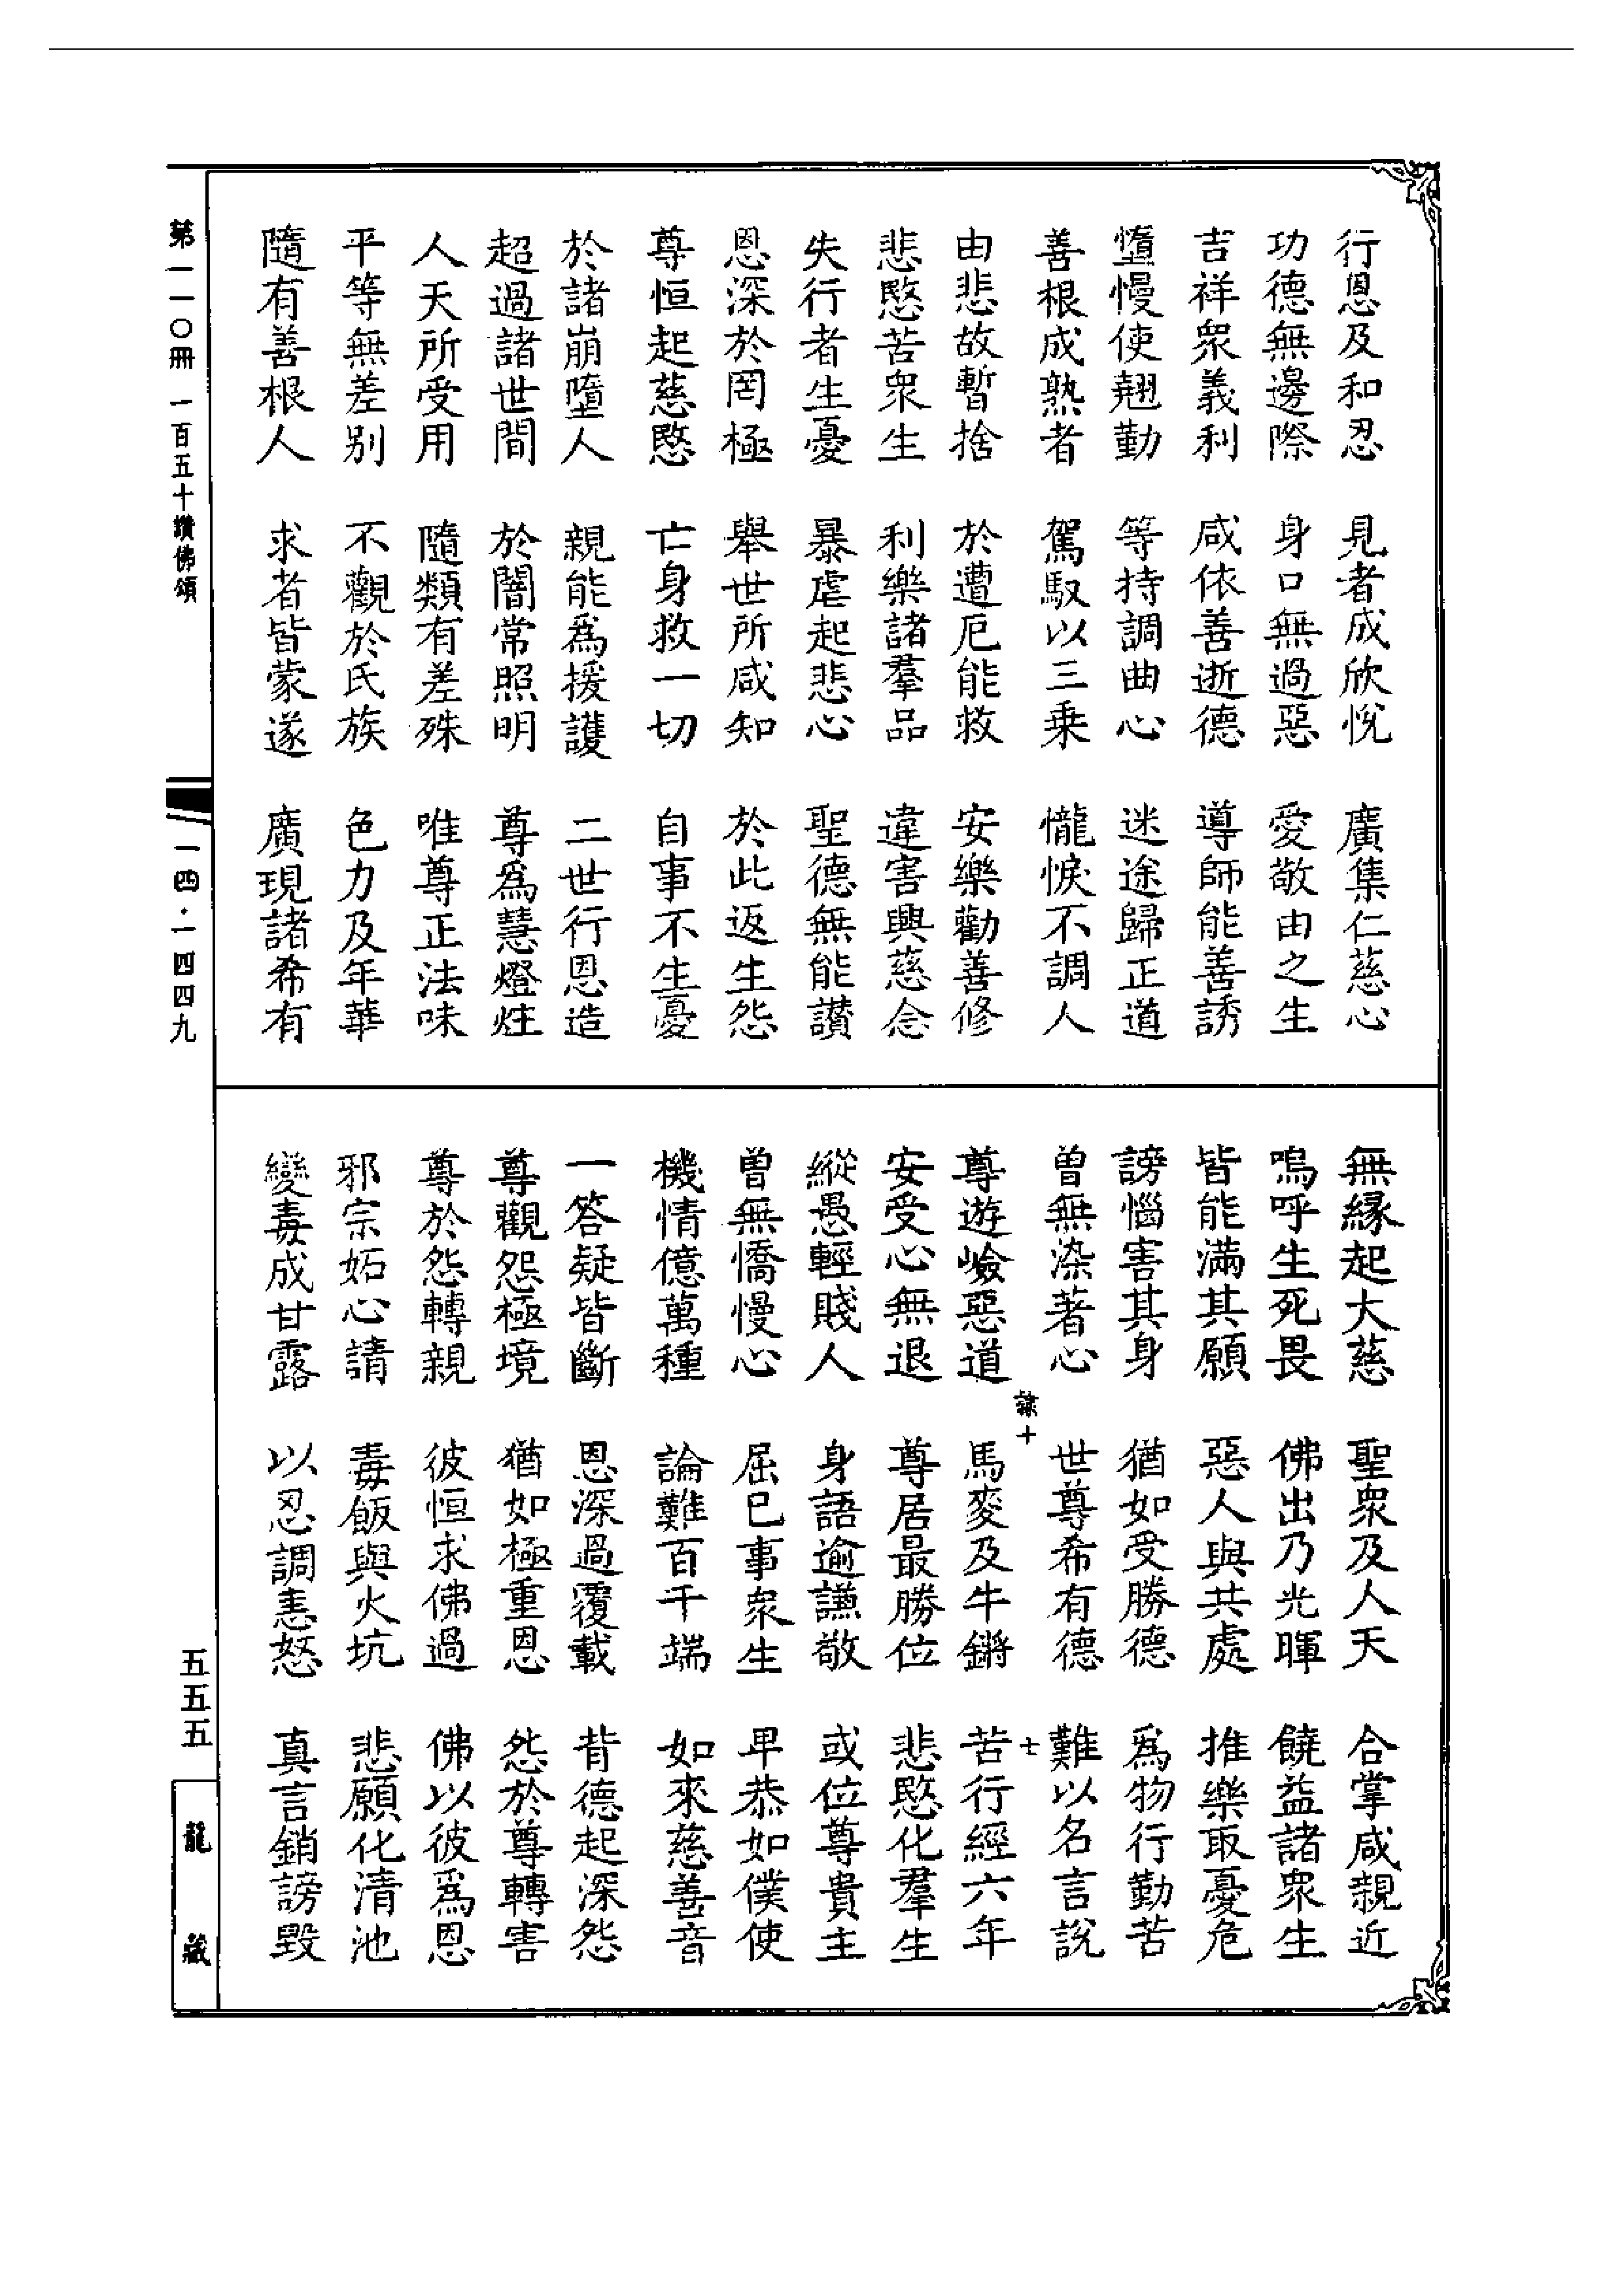 行恩及和忍　見者成欣悅　廣集仁慈心
功德無邊際　身口無過惡　愛敬由之生
吉祥衆義利　咸依善逝德　導師能善誘
墮慢使翹勤　等持調曲心　迷途歸正道
善根成熟者　駕馭以三乘　㦬悷不調人
由悲故暫捨　於遭厄能救　安樂勸善修
悲愍苦衆生　利樂諸羣品　違害興慈念
失行者生憂　暴虐起悲心　聖德無能讃
恩深於罔極　舉世所咸知　於此返生怨
尊恒起慈愍　亡身救一切　自事不生憂
於諸崩墮人　親能爲援護　二世行恩造
超過諸世間　於闇常照明　尊爲慧燈炷
人天所受用　隨類有差殊　唯尊正法味
平等無差别　不觀於氏族　色力及年華
隨有善根人　求者皆蒙遂　廣現諸希有
無縁起大慈　聖衆及人天　合掌咸親近
嗚呼生死畏　佛出乃光暉　饒益諸衆生
皆能滿其願　惡人與共處　推樂取憂危
謗惱害其身　猶如受勝德　爲物行勤苦
曾無染著心　世尊希有德　難以名言說
隸十　七
尊遊嶮惡道　馬麥及牛鏘　苦行經六年
安受心無退　尊居最勝位　悲愍化羣生
縱愚輕賤人　身語逾謙敬　或位尊貴主
曾無憍慢心　屈已事衆生　卑恭如僕使
機情億萬種　論難百千端　如來慈善音
一答疑皆斷　恩深過覆載　背德起深怨
尊觀怨極境　猶如極重恩　怨於尊轉害
尊於怨轉親　彼恒求佛過　佛以彼爲恩
邪宗妬心請　毒飯與火坑　悲願化清池
變毒成甘露　以忍調恚怒　真言銷謗毀
第一一〇冊　一百五十讚佛頌
一四·一四四九
五五五
龍藏